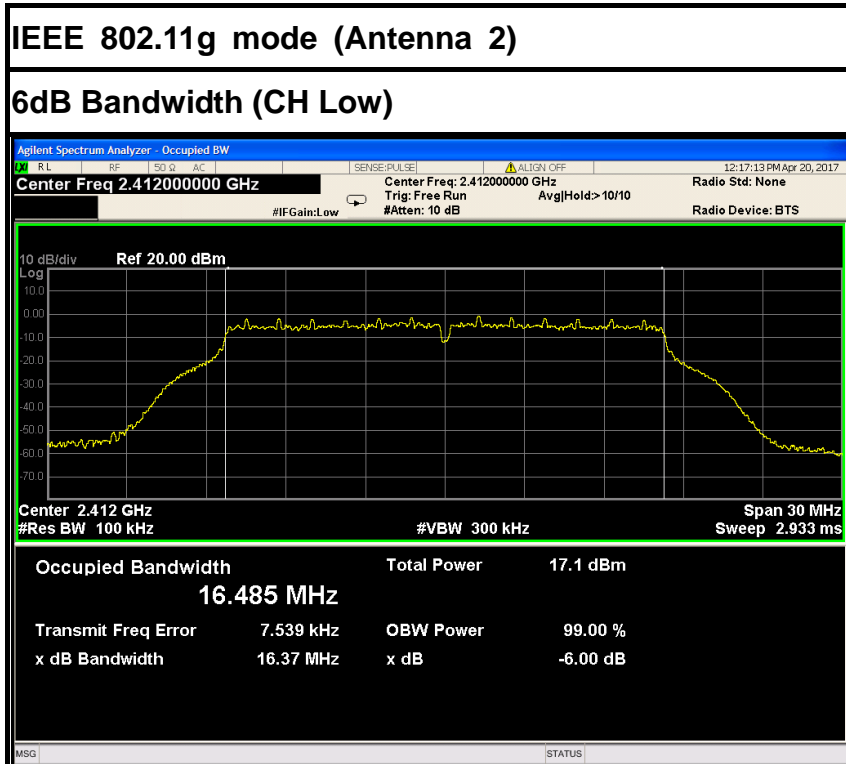 IEEE 802.11g mode (Antenna 2)
6dB Bandwidth (CH Low)
Agilent Spectrum Analyzer - Occupied BW
LXI RL RF 50 Ω AC SENSE:PULSE ALIGN OFF 12:17:13 PM Apr 20, 2017
Center Freq 2.412000000 GHz Center Freq: 2.412000000 GHz Radio Std: None
Trig: Free Run Avg|Hold:>10/10
#IFGain:Low #Atten: 10 dB Radio Device: BTS
10 dB/div Ref 20.00 dBm
Log
10.0
0.00
-10.0
-20.0
-30.0
-40.0
-50.0
-60.0
-70.0
Center 2.412 GHz Span 30 MHz
#Res BW 100 kHz #VBW 300 kHz Sweep 2.933 ms
Occupied Bandwidth Total Power 17.1 dBm
16.485 MHz
Transmit Freq Error 7.539 kHz OBW Power 99.00 %
x dB Bandwidth 16.37 MHz x dB -6.00 dB
MSG STATUS